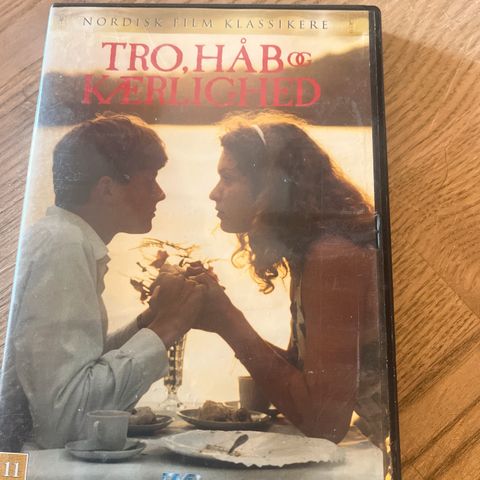 NORDISK FILM KLASSIKERE
TRO, HÅB OG
KÆRLIGHED
11